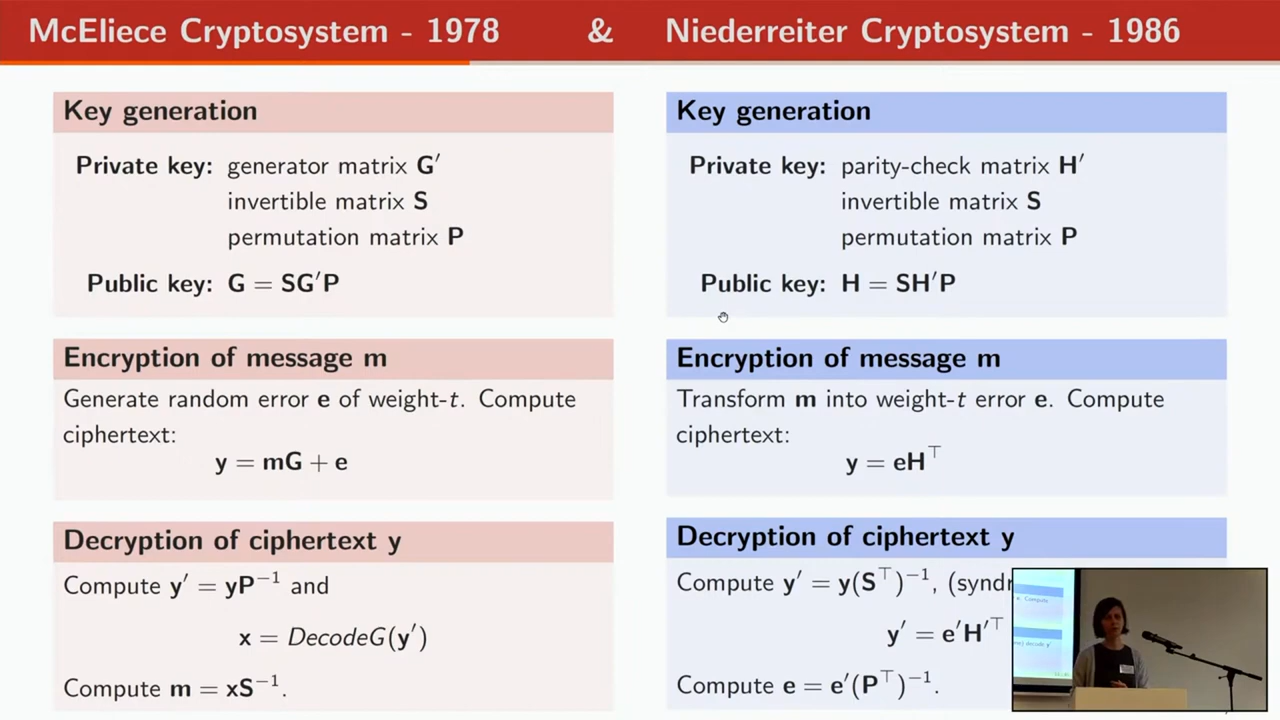 McEliece Cryptosystem - 1978 & Niederreiter Cryptosystem - 1986
Key generation
Private key: generator matrix G′
invertible matrix S
permutation matrix P
Public key: G = SG′P
Encryption of message m
Generate random error e of weight-t. Compute
ciphertext:
y = mG + e
Decryption of ciphertext y
Compute y′ = yP⁻¹ and
x = DecodeG(y′)
Compute m = xS⁻¹.
Key generation
Private key: parity-check matrix H′
invertible matrix S
permutation matrix P
Public key: H = SH′P
Encryption of message m
Transform m into weight-t error e. Compute
ciphertext:
y = eH⊤
Decryption of ciphertext y
Compute y′ = y(S⊤)⁻¹, (synd
y′ = e′H′⊤
Compute e = e′(P⊤)⁻¹.